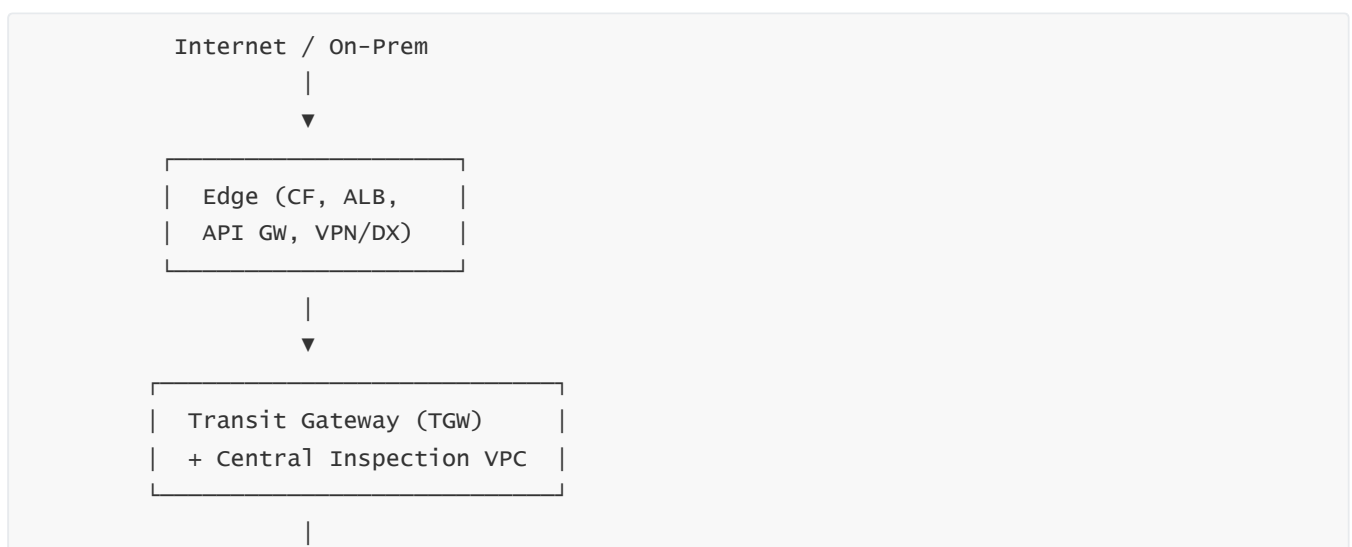 Internet / On-Prem
Edge (CF, ALB,
API GW, VPN/DX)
Transit Gateway (TGW)
+ Central Inspection VPC